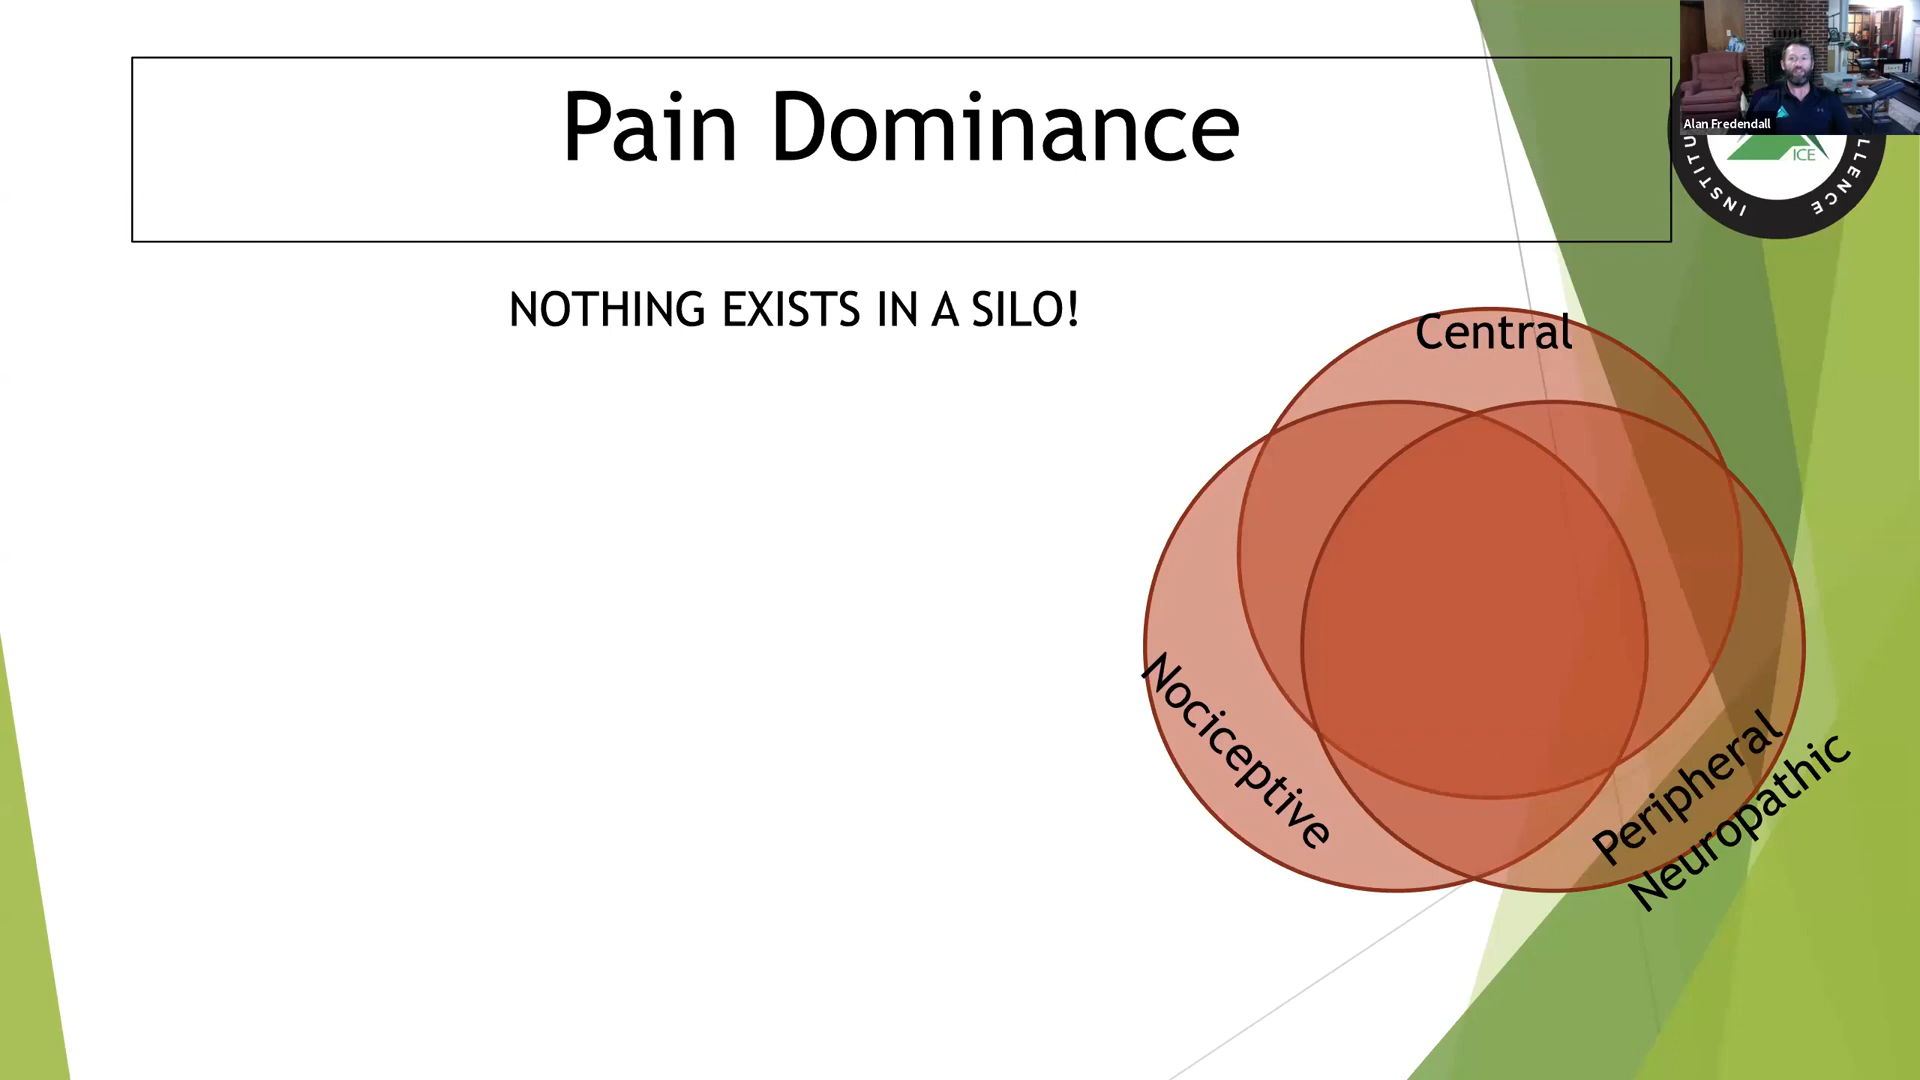 Pain Dominance
Alan Fredendall
ICE
NOTHING EXISTS IN A SILO!
Central
Nociceptive
Peripheral
Neuropathic